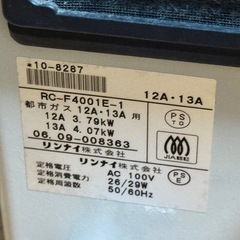 *10-8287
RC-F4001E-1 12A・13A
都市ガス 12A・13A 用
12A 3.79kW
13A 4.07kW
06.09-008363
リンナイ株式会社
PS
TG
JIA
リンナイ株式会社
定格電圧 AC 100V
定格消費電力 26/29W
定格周波数 50/60Hz
PS
E